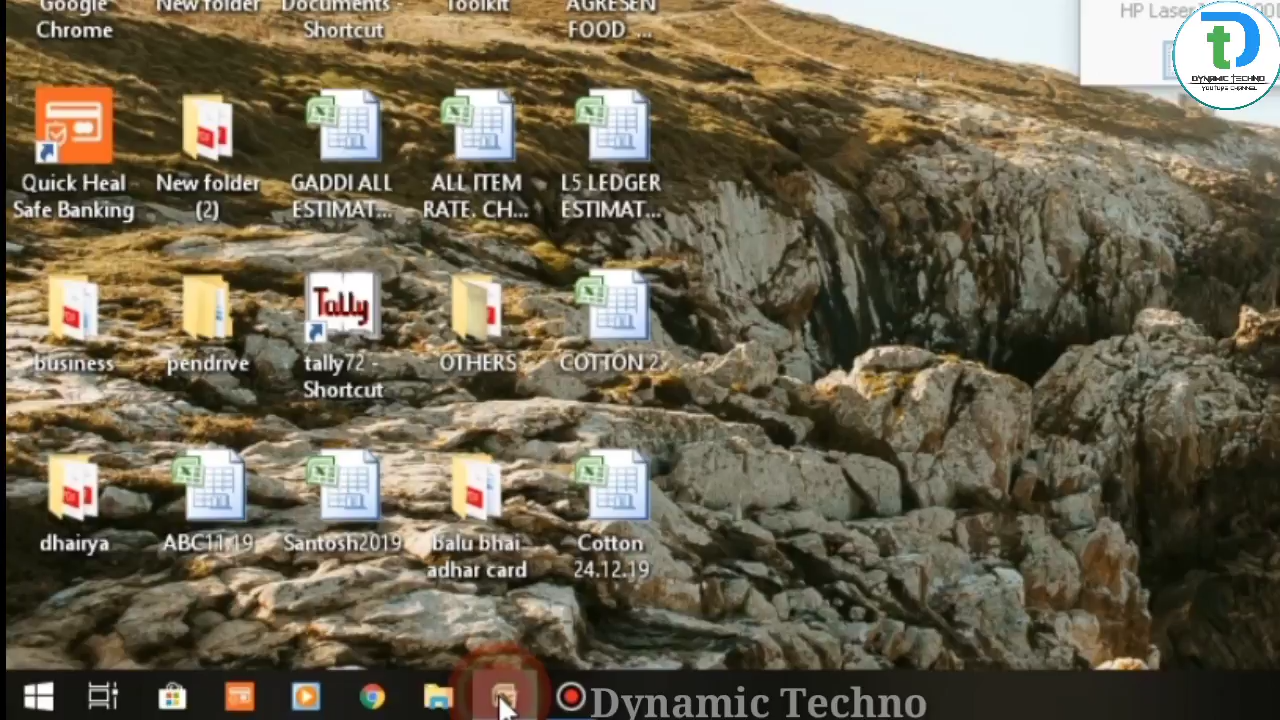 Google
Chrome
New folder
Documents -
Shortcut
Toolkit
AGRESEN
FOOD ...
HP Laser
DYNAMIC TECHNO
YOUTUBE CHANNEL
Quick Heal
Safe Banking
New folder
(2)
GADDI ALL
ESTIMAT...
ALL ITEM
RATE. CH...
L5 LEDGER
ESTIMAT...
business
pendrive
Tally
tally72 -
Shortcut
OTHERS
COTTON 2
dhairya
ABC11.19
Santosh2019
balu bhai
adhar card
Cotton
24.12.19
Dynamic Techno